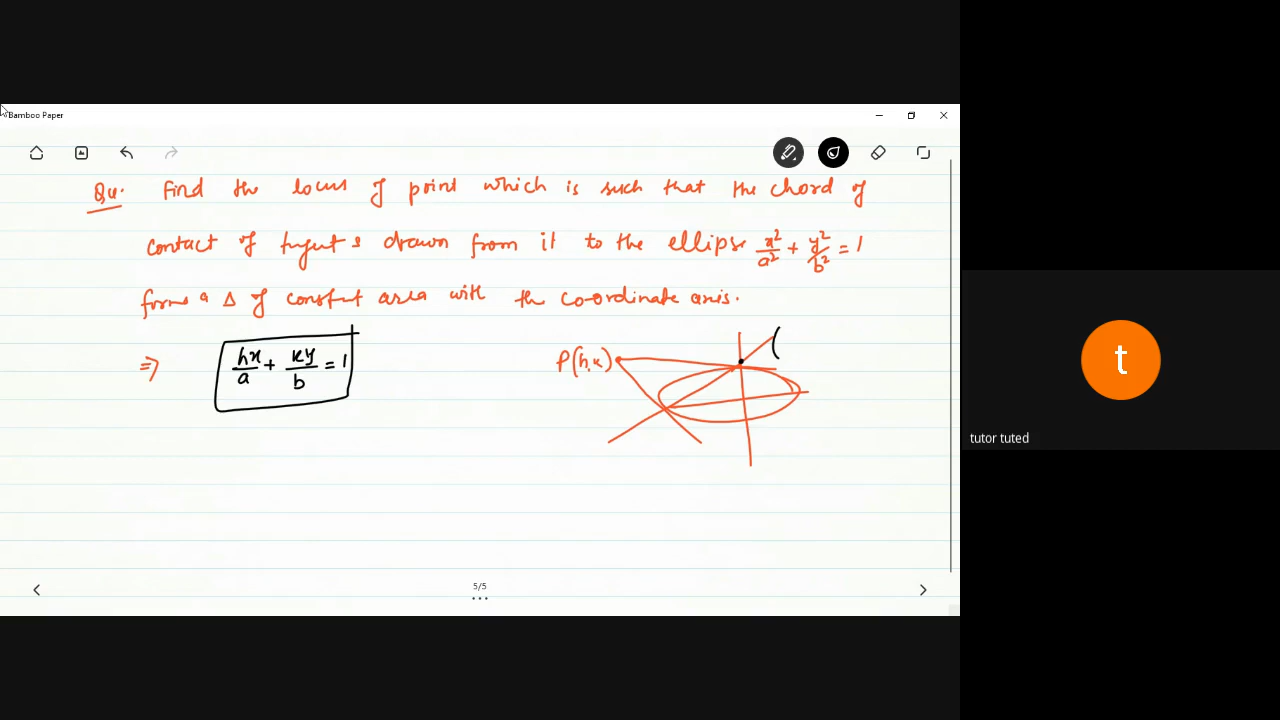 Bamboo Paper
Qu. Find the locus of point which is such that the chord of
contact of tangents drawn from it to the ellipse x²/a² + y²/b² = 1
forms a Δ of constant area with the co-ordinate axis.
⇒ hx/a + ky/b = 1
P(h,k)
(
5/5
t
tutor tuted